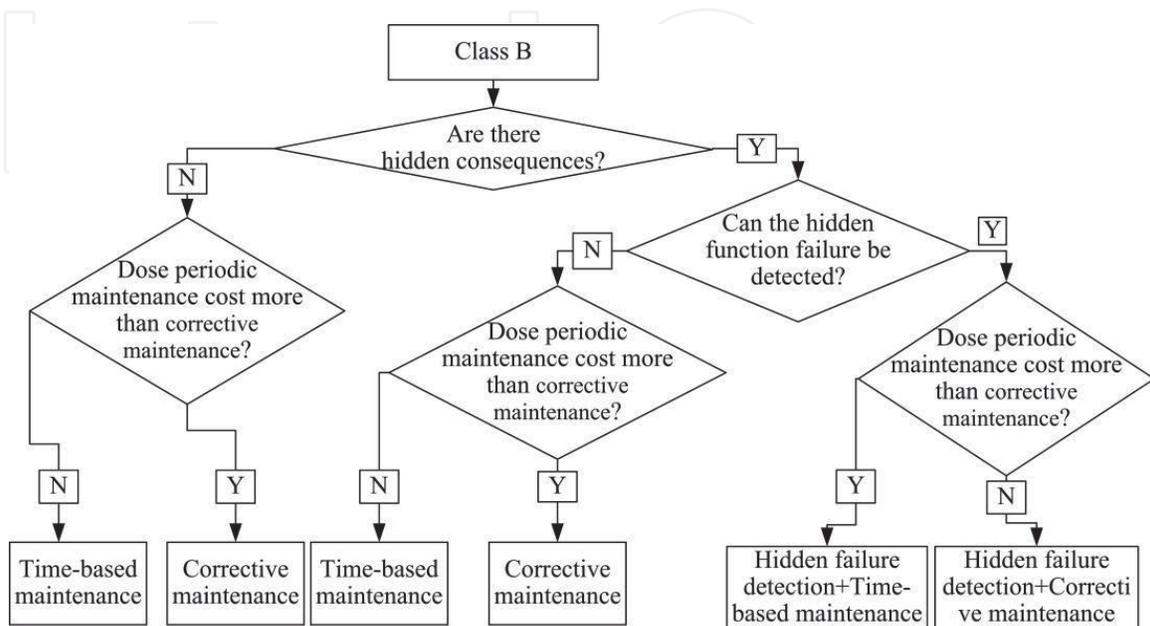 Class B
Are there
hidden consequences?
N
Y
Can the hidden
function failure be
detected?
N
Y
Dose periodic
maintenance cost more
than corrective
maintenance?
Dose periodic
maintenance cost more
than corrective
maintenance?
Dose periodic
maintenance cost more
than corrective
maintenance?
N
Y
N
Y
Y
N
Time-based
maintenance
Corrective
maintenance
Time-based
maintenance
Corrective
maintenance
Hidden failure
detection+Time-
based maintenance
Hidden failure
detection+Correcti
ve maintenance